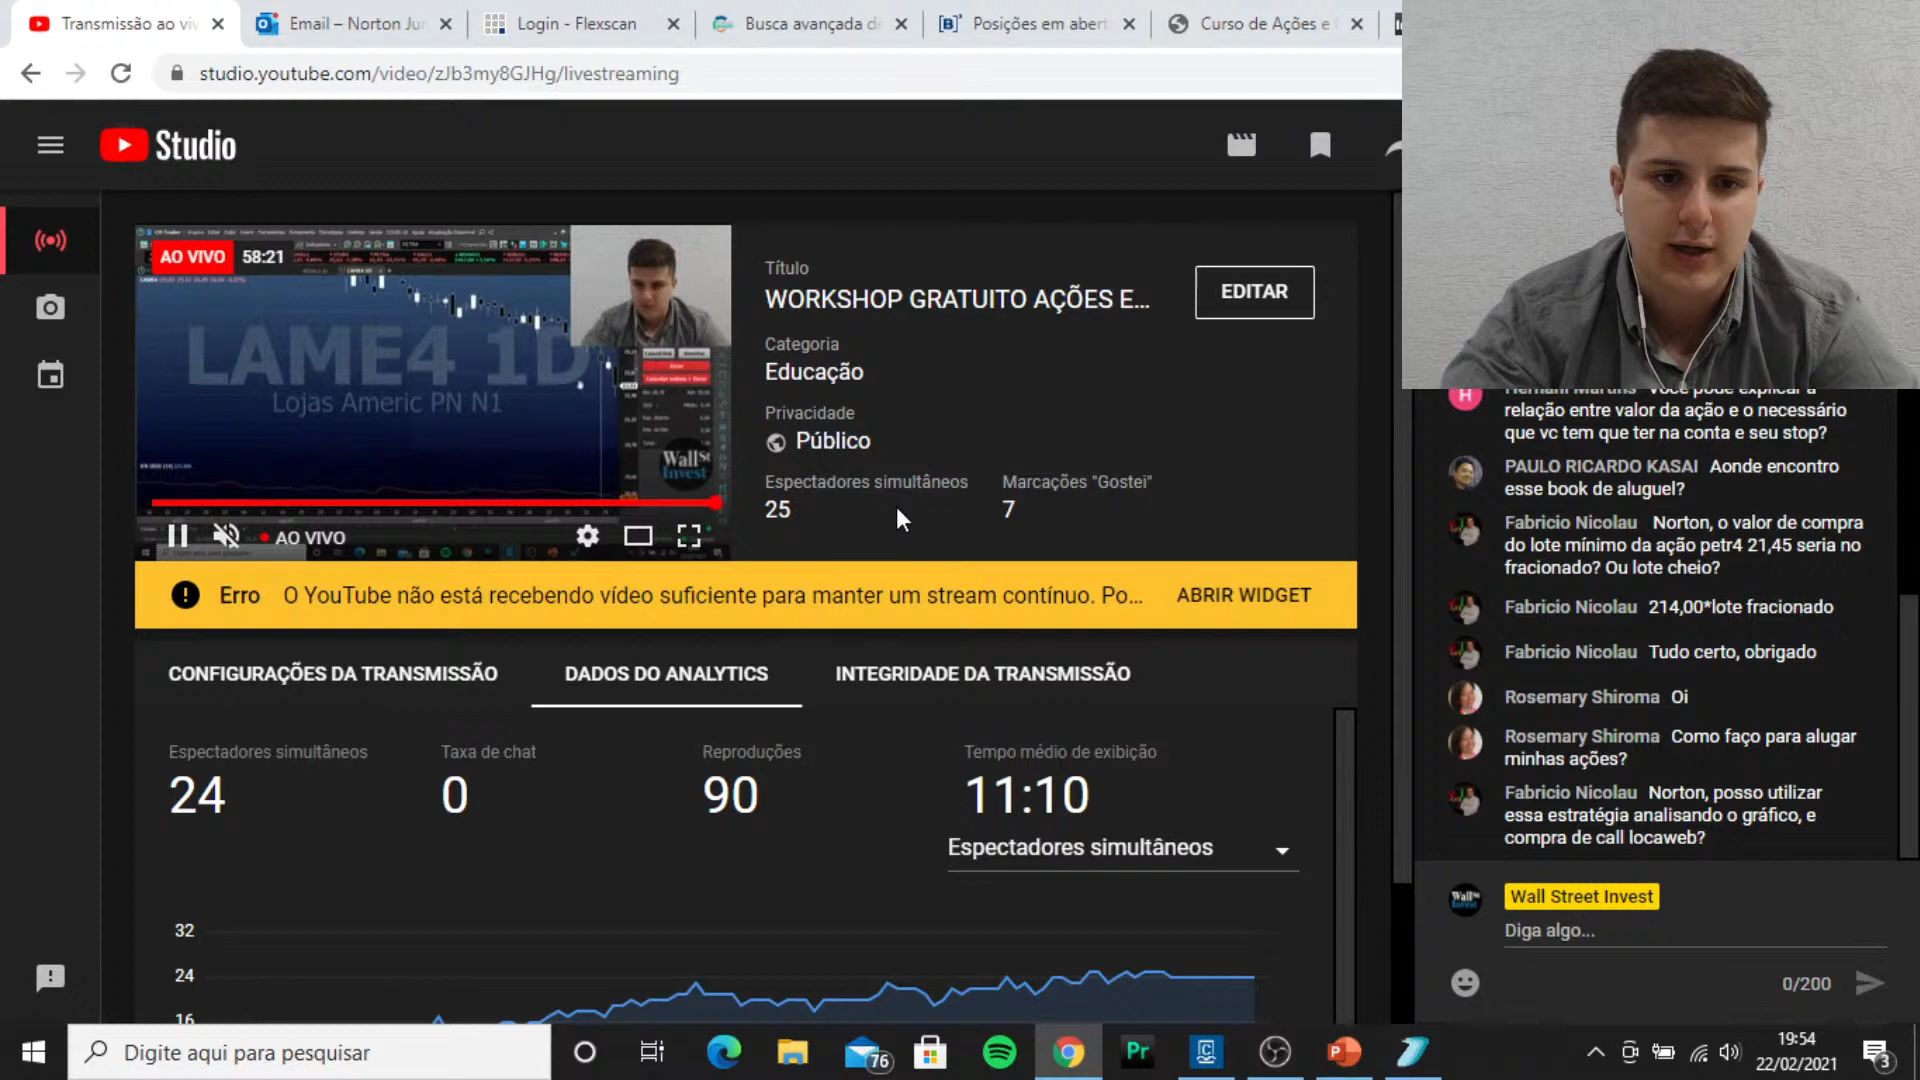 Transmissão ao viv
Email – Norton Jun
Login - Flexscan
Busca avançada de
Posições em abert
Curso de Ações e
studio.youtube.com/video/zJb3my8GJHg/livestreaming
Studio
AO VIVO 58:21
LAME4 1D
Lojas Americ PN N1
WallSt
Invest
AO VIVO
Título
WORKSHOP GRATUITO AÇÕES E...
EDITAR
Categoria
Educação
Privacidade
Público
Espectadores simultâneos
25
Marcações "Gostei"
7
Erro O YouTube não está recebendo vídeo suficiente para manter um stream contínuo. Po... ABRIR WIDGET
CONFIGURAÇÕES DA TRANSMISSÃO
DADOS DO ANALYTICS
INTEGRIDADE DA TRANSMISSÃO
Espectadores simultâneos
24
Taxa de chat
0
Reproduções
90
Tempo médio de exibição
11:10
Espectadores simultâneos
32
24
16
H
Hernani Martins Você pode explicar a
relação entre valor da ação e o necessário
que vc tem que ter na conta e seu stop?
PAULO RICARDO KASAI Aonde encontro
esse book de aluguel?
Fabricio Nicolau Norton, o valor de compra
do lote mínimo da ação petr4 21,45 seria no
fracionado? Ou lote cheio?
Fabricio Nicolau 214,00*lote fracionado
Fabricio Nicolau Tudo certo, obrigado
Rosemary Shiroma Oi
Rosemary Shiroma Como faço para alugar
minhas ações?
Fabricio Nicolau Norton, posso utilizar
essa estratégia analisando o gráfico, e
compra de call locaweb?
Wall Street Invest
Diga algo...
0/200
Digite aqui para pesquisar
76
Pr
19:54
22/02/2021
3